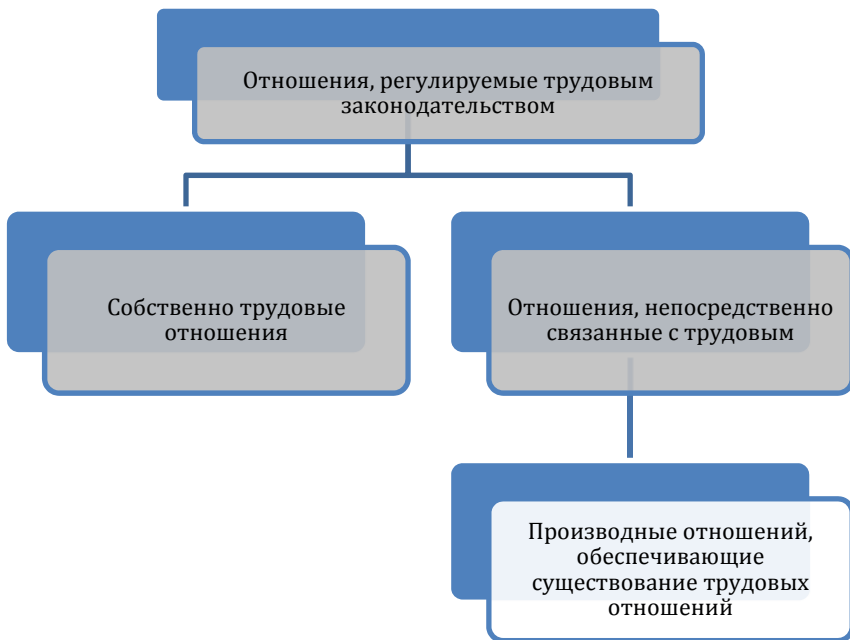 Отношения, регулируемые трудовым
законодательством
Собственно трудовые
отношения
Отношения, непосредственно
связанные с трудовым
Производные отношений,
обеспечивающие
существование трудовых
отношений